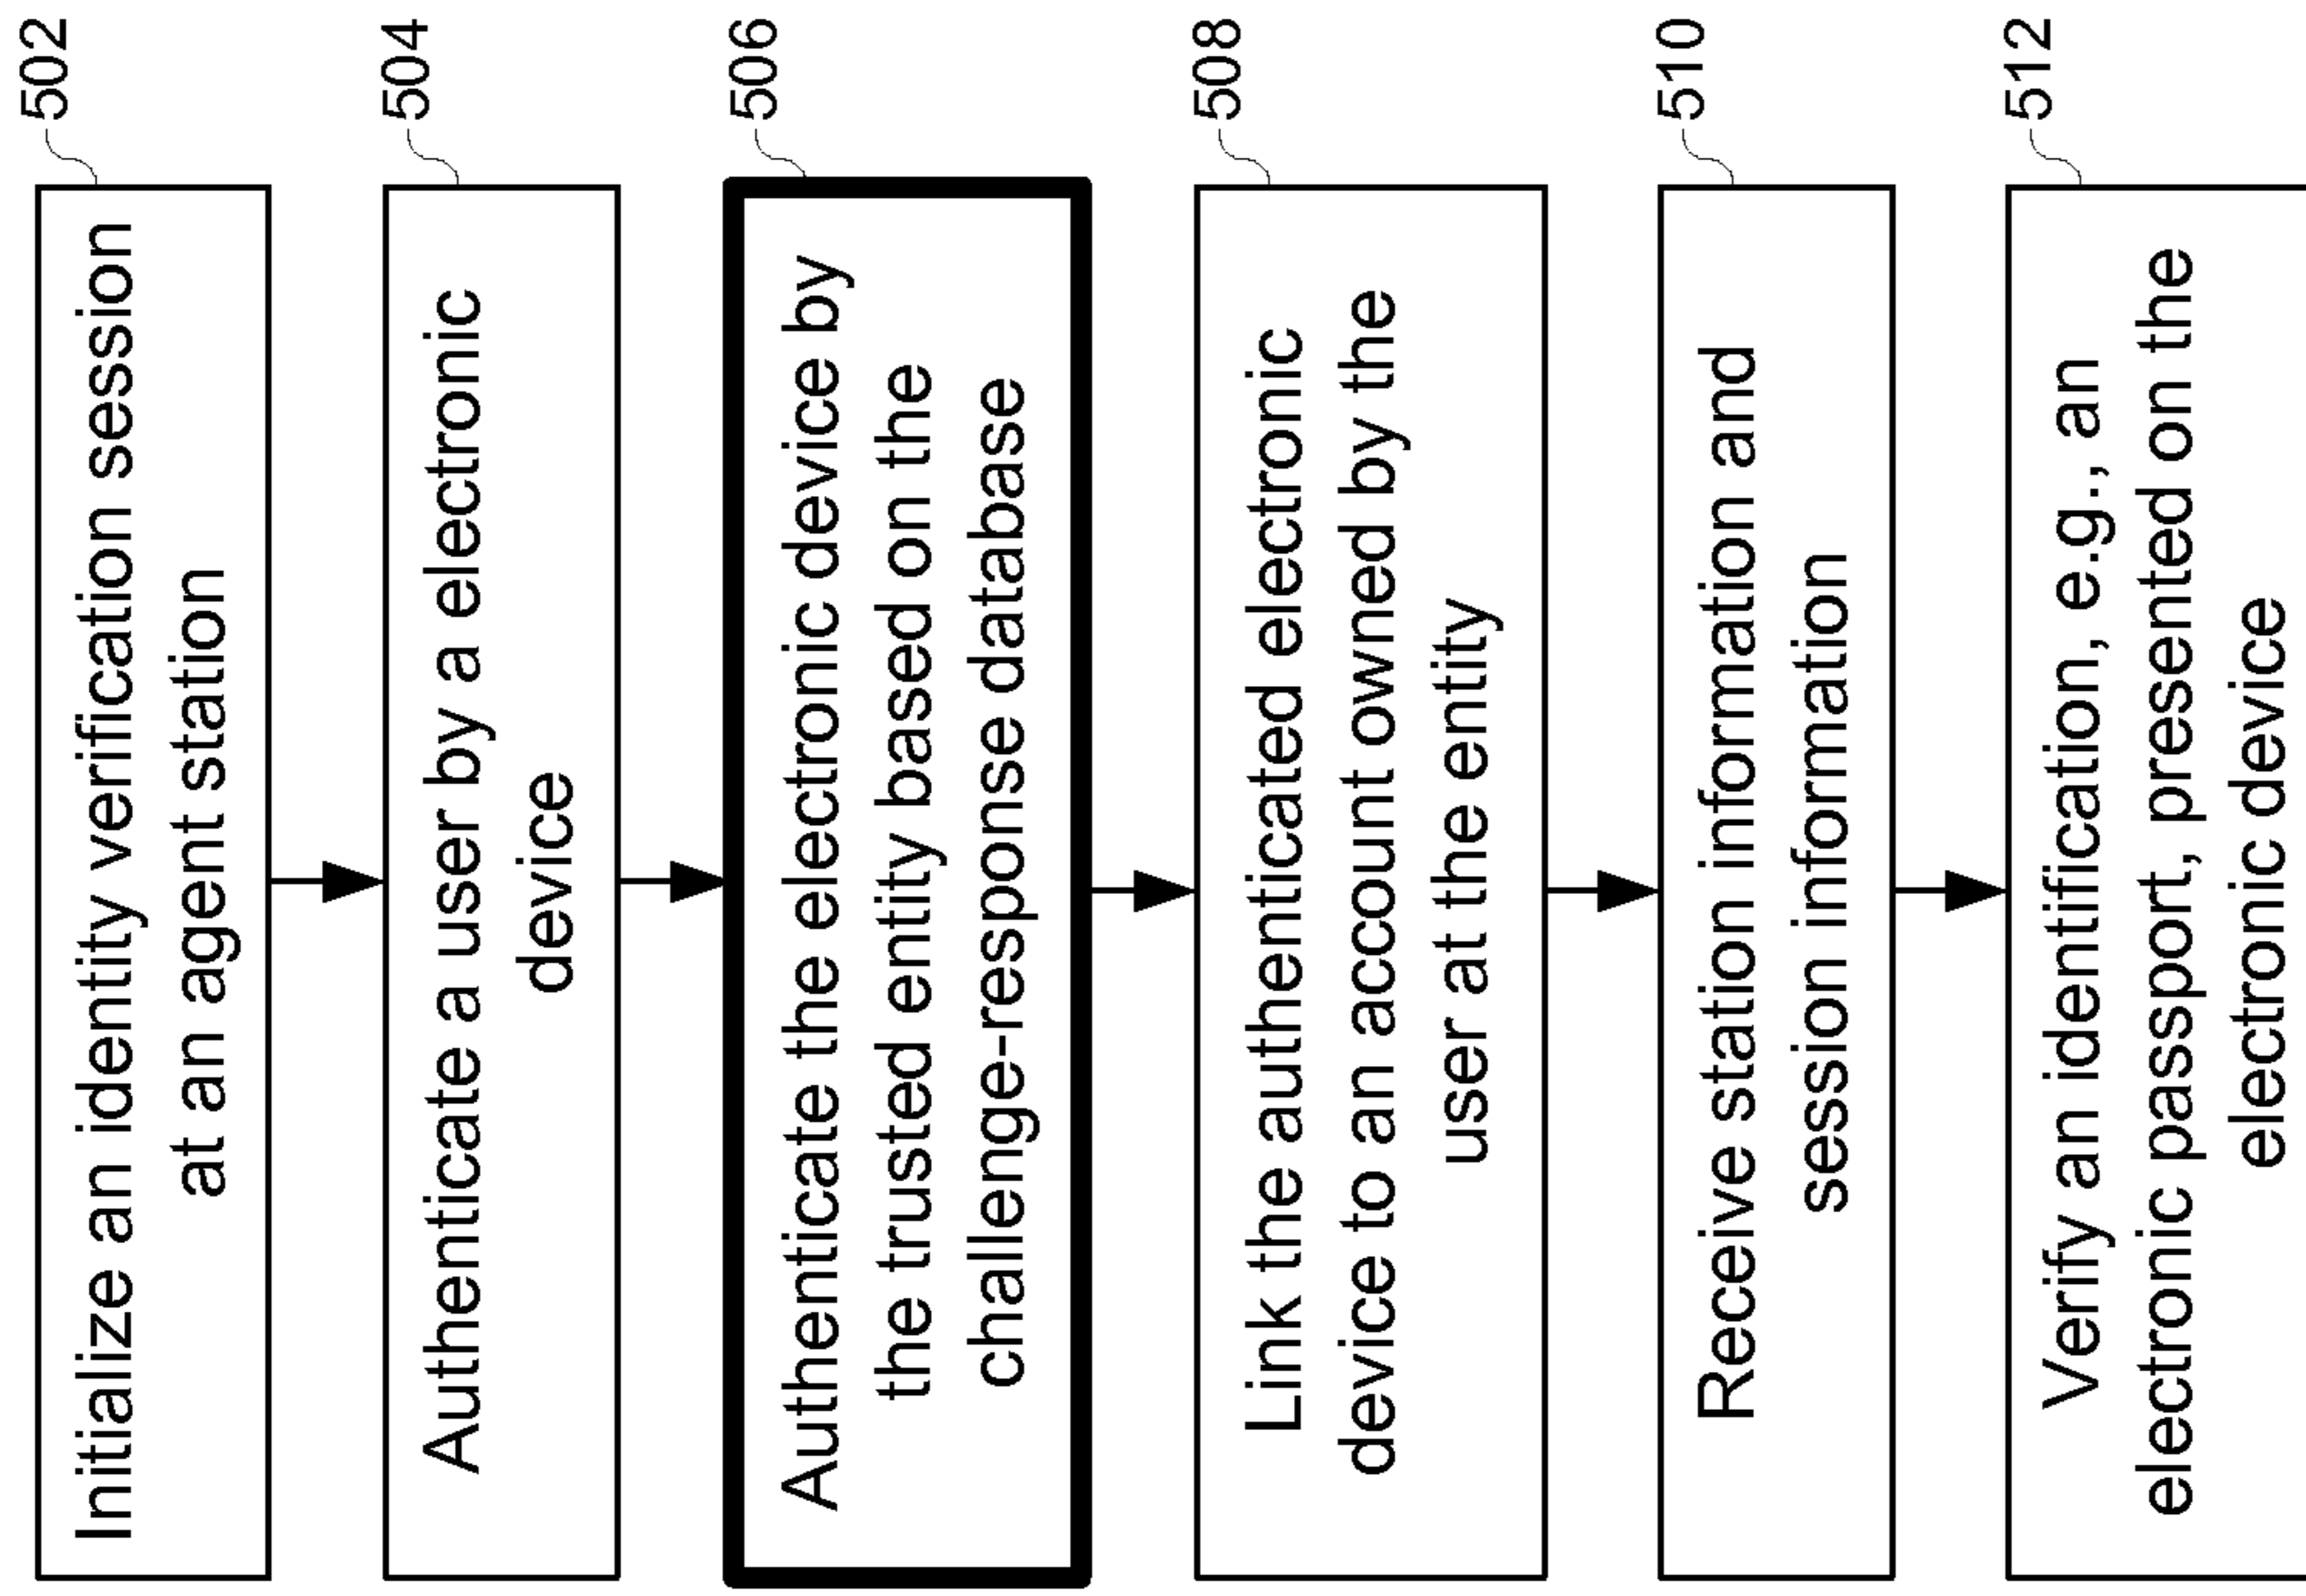 502
Initialize an identity verification session
at an agent station
504
Authenticate a user by a electronic
device
506
Authenticate the electronic device by
the trusted entity based on the
challenge-response database
508
Link the authenticated electronic
device to an account owned by the
user at the entity
510
Receive station information and
session information
512
Verify an identification, e.g., an
electronic passport, presented on the
electronic device